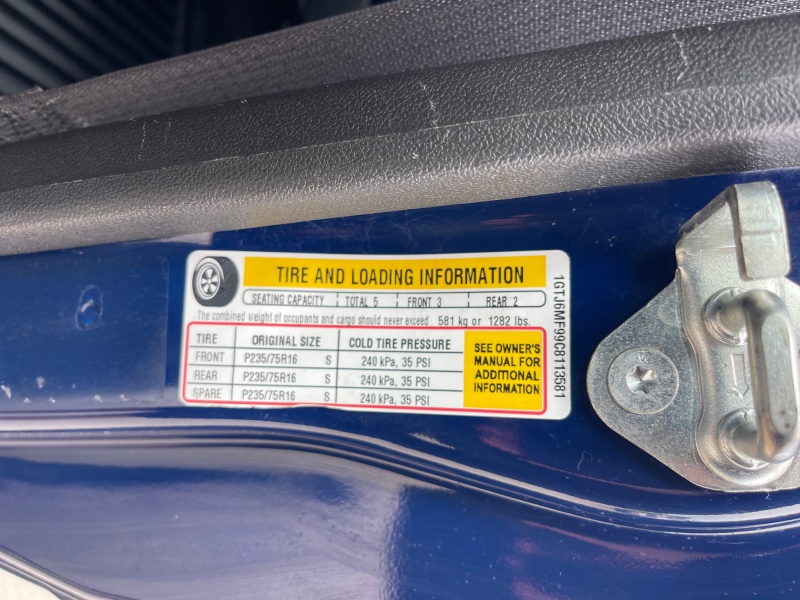 TIRE AND LOADING INFORMATION
SEATING CAPACITY TOTAL 5 FRONT 3 REAR 2
The combined weight of occupants and cargo should never exceed 581 kg or 1282 lbs.
TIRE ORIGINAL SIZE COLD TIRE PRESSURE
FRONT P235/75R16 S 240 kPa, 35 PSI
REAR P235/75R16 S 240 kPa, 35 PSI
SPARE P235/75R16 S 240 kPa, 35 PSI
SEE OWNER'S
MANUAL FOR
ADDITIONAL
INFORMATION
1GTJ6MF99C8113581